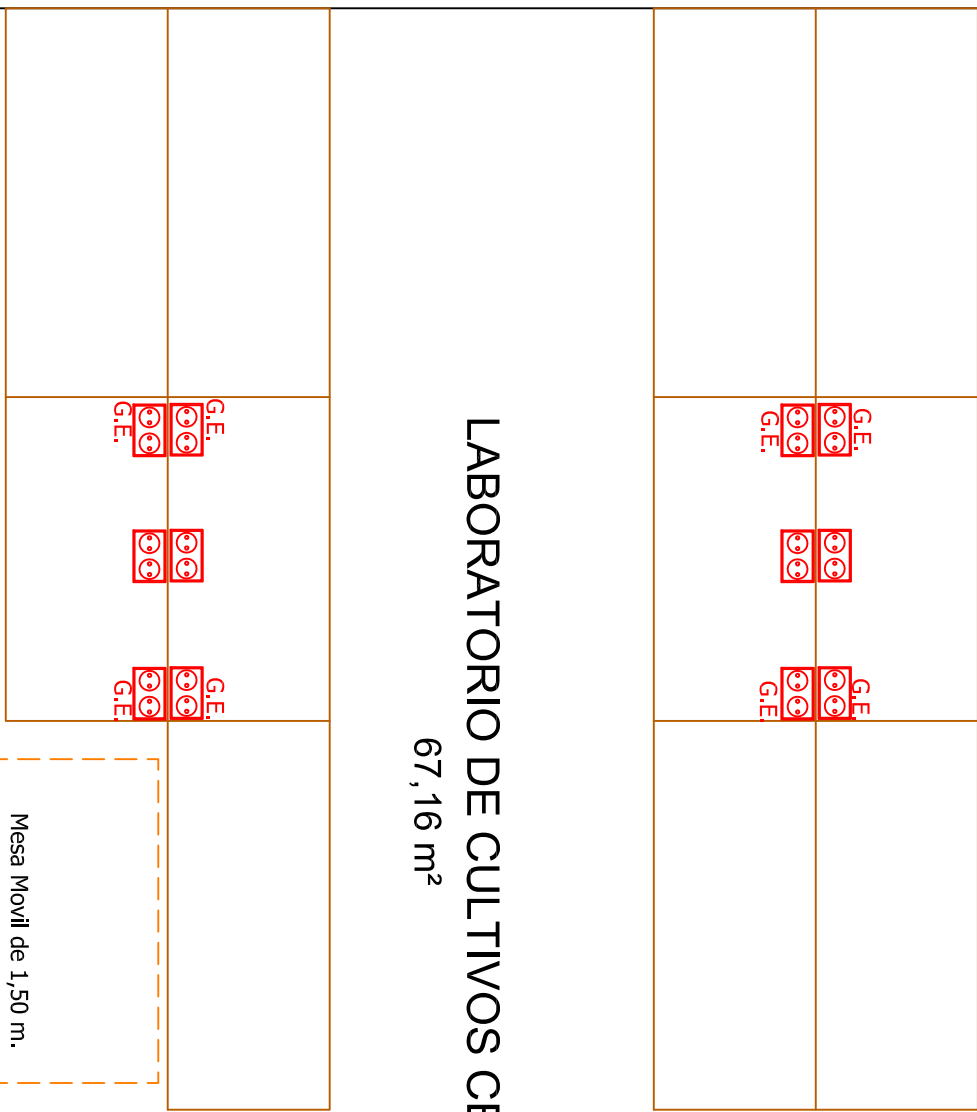 G.E.
G.E.
G.E.
G.E.
LABORATORIO DE CULTIVOS CE
67,16 m²
G.E.
G.E.
G.E.
G.E.
Mesa Movil de 1,50 m.